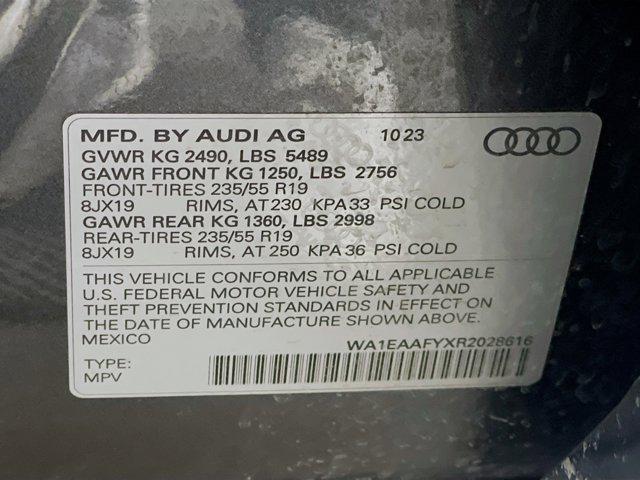 MFD. BY AUDI AG 10 23
GVWR KG 2490, LBS 5489
GAWR FRONT KG 1250, LBS 2756
FRONT-TIRES 235/55 R19
8JX19 RIMS, AT 230 KPA 33 PSI COLD
GAWR REAR KG 1360, LBS 2998
REAR-TIRES 235/55 R19
8JX19 RIMS, AT 250 KPA 36 PSI COLD
THIS VEHICLE CONFORMS TO ALL APPLICABLE
U.S. FEDERAL MOTOR VEHICLE SAFETY AND
THEFT PREVENTION STANDARDS IN EFFECT ON
THE DATE OF MANUFACTURE SHOWN ABOVE.
MEXICO WA1EAAFYXR2028616
TYPE:
MPV